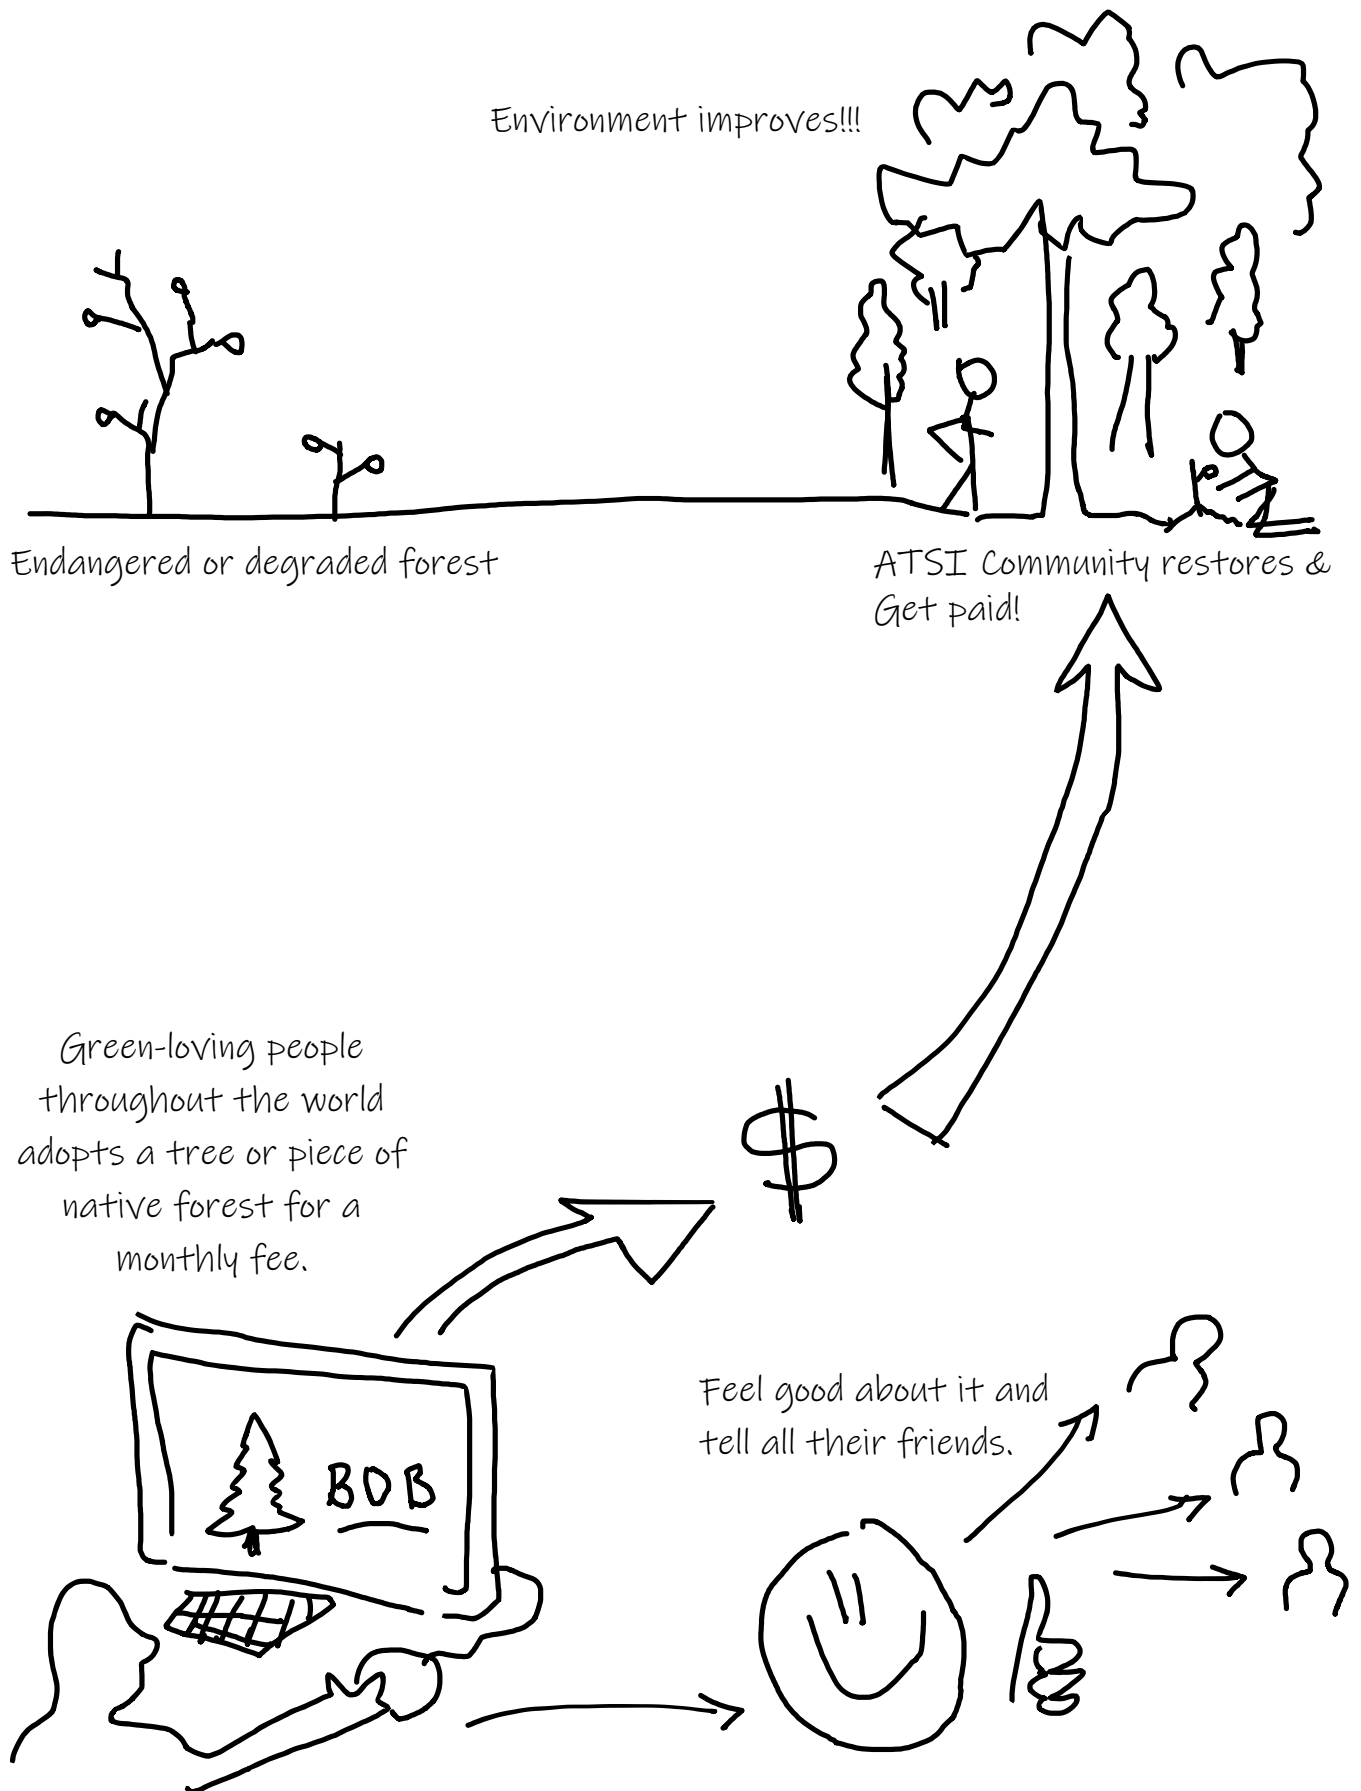 Environment improves!!!
Endangered or degraded forest
ATSI Community restores &
Get paid!
Green-loving people
throughout the world
adopts a tree or piece of
native forest for a
monthly fee.
$
BOB
Feel good about it and
tell all their friends.